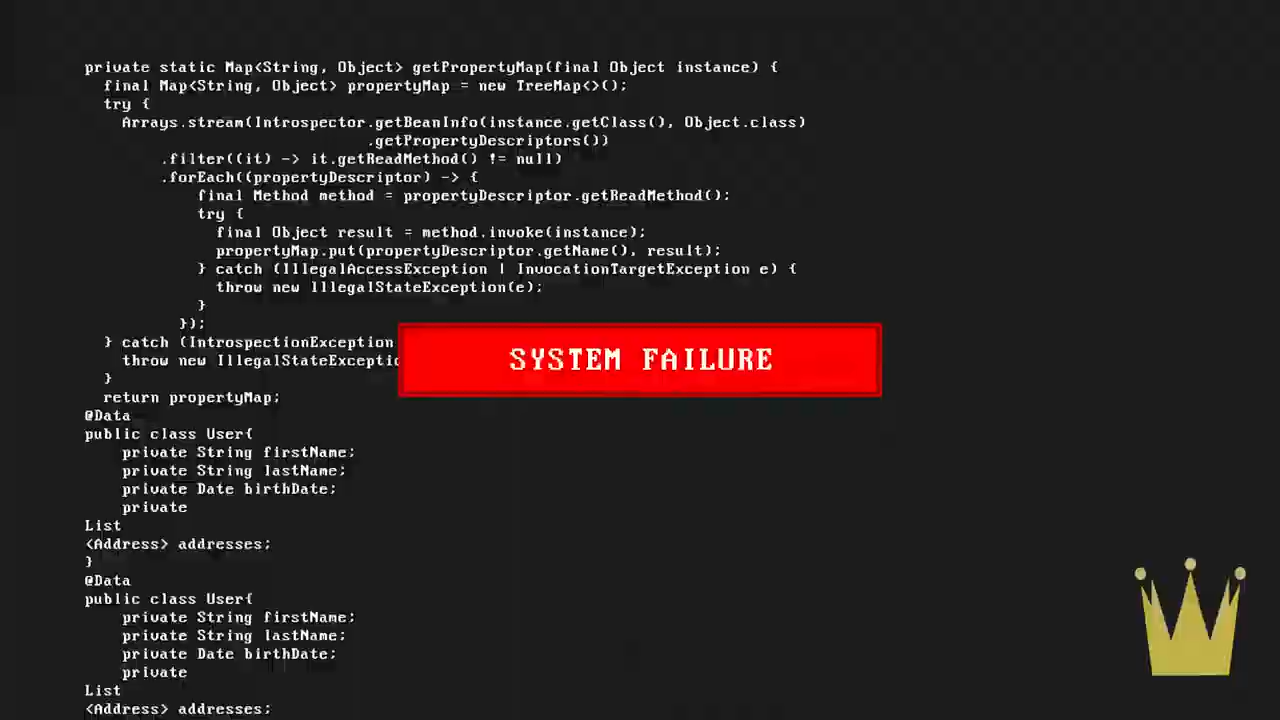 private static Map<String, Object> getPropertyMap(final Object instance) {
final Map<String, Object> propertyMap = new TreeMap<>();
try {
Arrays.stream(Introspector.getBeanInfo(instance.getClass(), Object.class)
.getPropertyDescriptors())
.filter((it) -> it.getReadMethod() != null)
.forEach((propertyDescriptor) -> {
final Method method = propertyDescriptor.getReadMethod();
try {
final Object result = method.invoke(instance);
propertyMap.put(propertyDescriptor.getName(), result);
} catch (IllegalAccessException | InvocationTargetException e) {
throw new IllegalStateException(e);
}
});
} catch (IntrospectionException
throw new IllegalStateExceptio
SYSTEM FAILURE
}
return propertyMap;
@Data
public class User{
private String firstName;
private String lastName;
private Date birthDate;
private
List
<Address> addresses;
}
@Data
public class User{
private String firstName;
private String lastName;
private Date birthDate;
private
List
<Address> addresses;